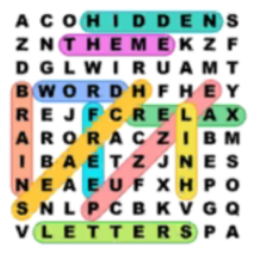 A C O H I D D E N S
Z N T H E M E K Z F
D G L W I R U A M T
B W O R D H F H E Y
R E J F C R E L A X
A R O R A C Z I B M
I B A E T Z J N E S
N E A E U F X H P O
S N L P C B K V G Q
V L E T T E R S P A